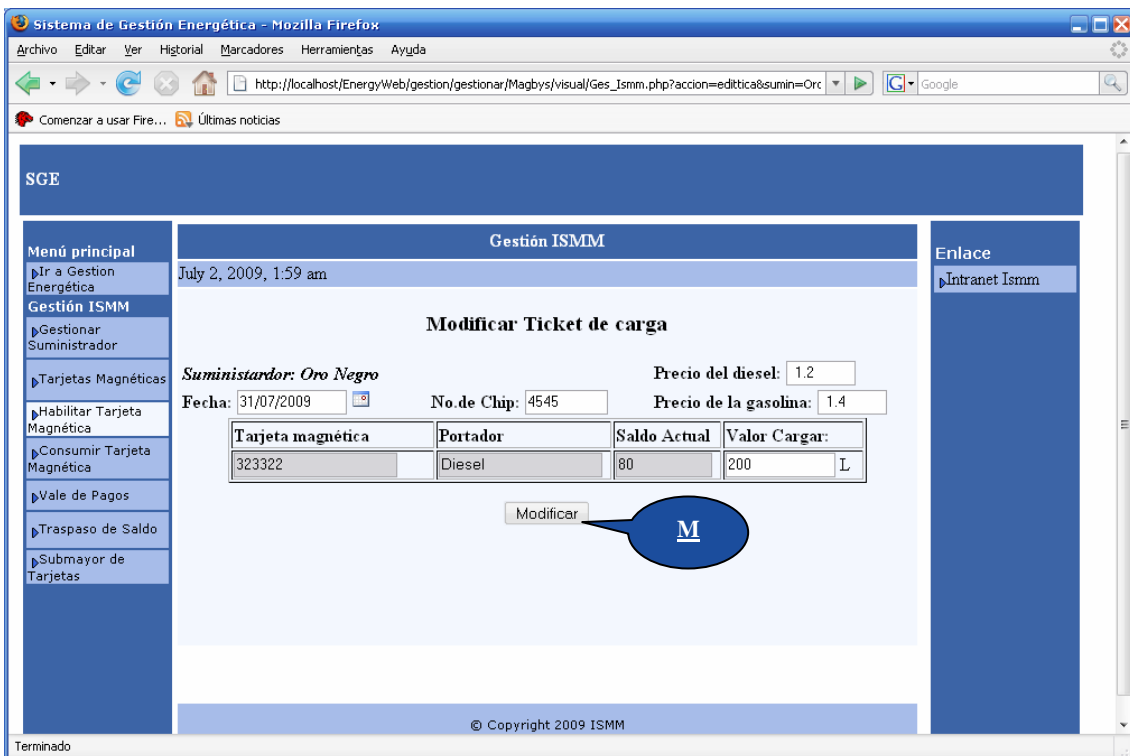 Sistema de Gestión Energética - Mozilla Firefox
Archivo Editar Ver Historial Marcadores Herramientas Ayuda
http://localhost/EnergyWeb/gestion/gestionar/Magbys/visual/Ges_Ismm.php?accion=edittica&sumin=Orc
G Google
Comenzar a usar Fire... Últimas noticias
SGE
Menú principal
Ir a Gestion
Energética
Gestión ISMM
Gestionar
Suministrador
Tarjetas Magnéticas
Habilitar Tarjeta
Magnética
Consumir Tarjeta
Magnética
Vale de Pagos
Traspaso de Saldo
Submayor de
Tarjetas
Gestión ISMM
July 2, 2009, 1:59 am
Modificar Ticket de carga
Suministardor: Oro Negro
Precio del diesel: 1.2
Fecha: 31/07/2009 No.de Chip: 4545 Precio de la gasolina: 1.4
Tarjeta magnética Portador Saldo Actual Valor Cargar:
323322 Diesel 80 200 L
Modificar
M
Enlace
Intranet Ismm
© Copyright 2009 ISMM
Terminado